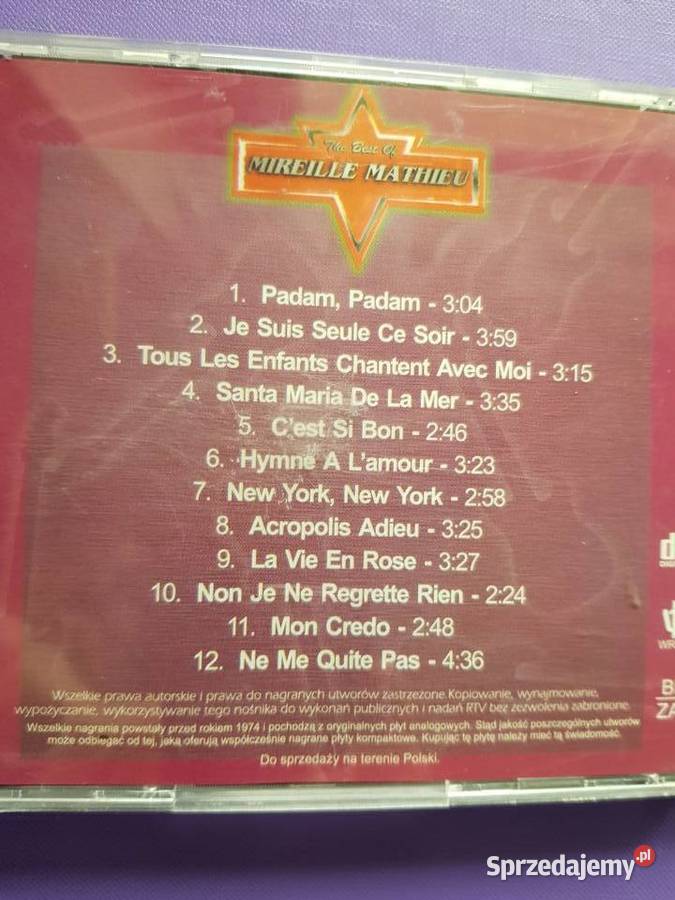 The Best Of
MIREILLE MATHIEU
1. Padam, Padam - 3:04
2. Je Suis Seule Ce Soir - 3:59
3. Tous Les Enfants Chantent Avec Moi - 3:15
4. Santa Maria De La Mer - 3:35
5. C'est Si Bon - 2:46
6. Hymne A L'amour - 3:23
7. New York, New York - 2:58
8. Acropolis Adieu - 3:25
9. La Vie En Rose - 3:27
10. Non Je Ne Regrette Rien - 2:24
11. Mon Credo - 2:48
12. Ne Me Quite Pas - 4:36
Wszelkie prawa autorskie i prawa do nagranych utworów zastrzeżone.Kopiowanie, wynajmowanie,
wypożyczanie, wykorzystywanie tego nośnika do wykonań publicznych i nadań RTV bez zezwolenia zabronione.
Wszelkie nagrania powstały przed rokiem 1974 i pochodzą z oryginalnych płyt analogowych. Stąd jakość poszczególnych utworów
może odbiegać od tej, jaką oferują współcześnie nagrane płyty kompaktowe. Kupując tę płytę należy mieć tą świadomość.
Do sprzedaży na terenie Polski.
Sprzedajemy.pl